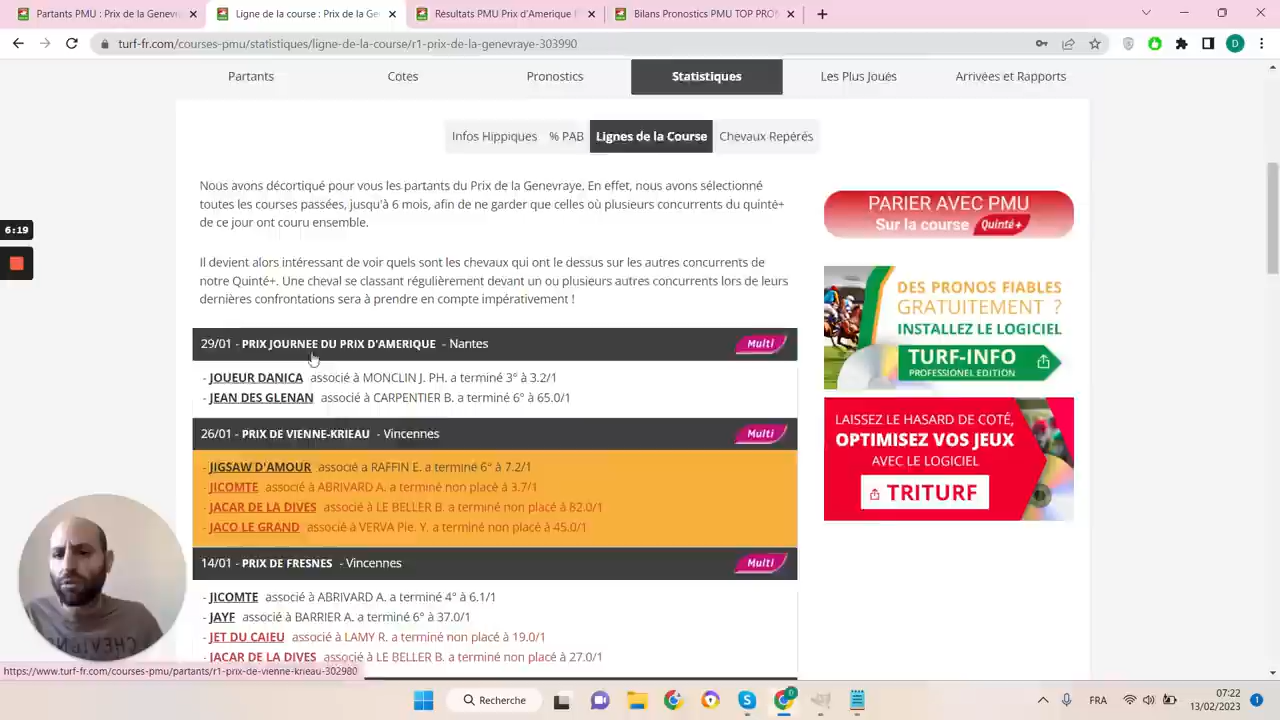 Ligne de la Course
Ligne de la Ge
Résultats PMU Prix d'Amerique
Bilans Pronostics PMU TOP PRO
turf-fr.com/courses-pmu/statistiques/ligne-de-la-course/r1-prix-de-la-genevraye-303990
D
Partants Cotes Pronostics Statistiques Les Plus Joués Arrivées et Rapports
Infos Hippiques % PAB Lignes de la Course Chevaux Repérés
Nous avons décortiqué pour vous les partants du Prix de la Genevraye. En effet, nous avons sélectionné
toutes les courses passées, jusqu'à 6 mois, afin de ne garder que celles où plusieurs concurrents du quinté+
de ce jour ont couru ensemble.
Il devient alors intéressant de voir quels sont les chevaux qui ont le dessus sur les autres concurrents de
notre Quinté+. Une cheval se classant régulièrement devant un ou plusieurs autres concurrents lors de leurs
dernières confrontations sera à prendre en compte impérativement !
29/01 - PRIX JOURNEE DU PRIX D'AMERIQUE - Nantes Multi
- JOUEUR DANICA associé à MONCLIN J. PH. a terminé 3° à 3.2/1
- JEAN DES GLENAN associé à CARPENTIER B. a terminé 6° à 65.0/1
26/01 - PRIX DE VIENNE-KRIEAU - Vincennes Multi
- JIGSAW D'AMOUR associé à RAFFIN E. a terminé 6° à 7.2/1
- JICOMTE associé à ABRIVARD A. a terminé non placé à 3.7/1
- JACAR DE LA DIVES associé à LE BELLER B. a terminé non placé à 82.0/1
- JACO LE GRAND associé à VERVA Pie. Y. a terminé non placé à 45.0/1
14/01 - PRIX DE FRESNES - Vincennes Multi
- JICOMTE associé à ABRIVARD A. a terminé 4° à 6.1/1
- JAYF associé à BARRIER A. a terminé 6° à 37.0/1
- JET DU CAIEU associé à LAMY R. a terminé non placé à 19.0/1
- JACAR DE LA DIVES associé à LE BELLER B. a terminé non placé à 27.0/1
PARIER AVEC PMU
Sur la course Quinté+
DES PRONOS FIABLES
GRATUITEMENT ?
INSTALLEZ LE LOGICIEL
TURF-INFO
PROFESSIONEL EDITION
LAISSEZ LE HASARD DE COTÉ,
OPTIMISEZ VOS JEUX
AVEC LE LOGICIEL
TRITURF
6:19
https://www.turf-fr.com/courses-pmu/partants/r1-prix-de-vienne-krieau-302980
Recherche
FRA
07:22
13/02/2023